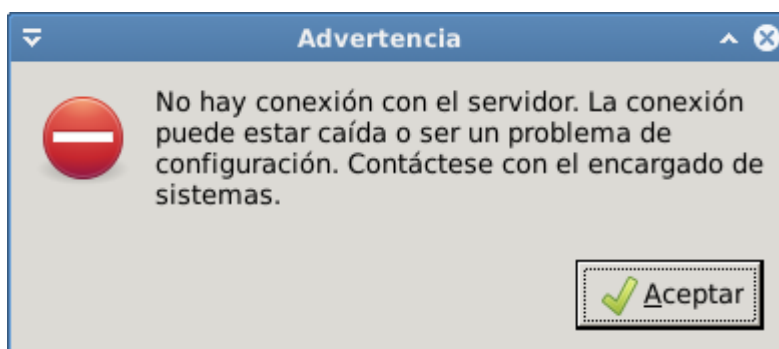 Advertencia
No hay conexión con el servidor. La conexión
puede estar caída o ser un problema de
configuración. Contáctese con el encargado de
sistemas.
Aceptar